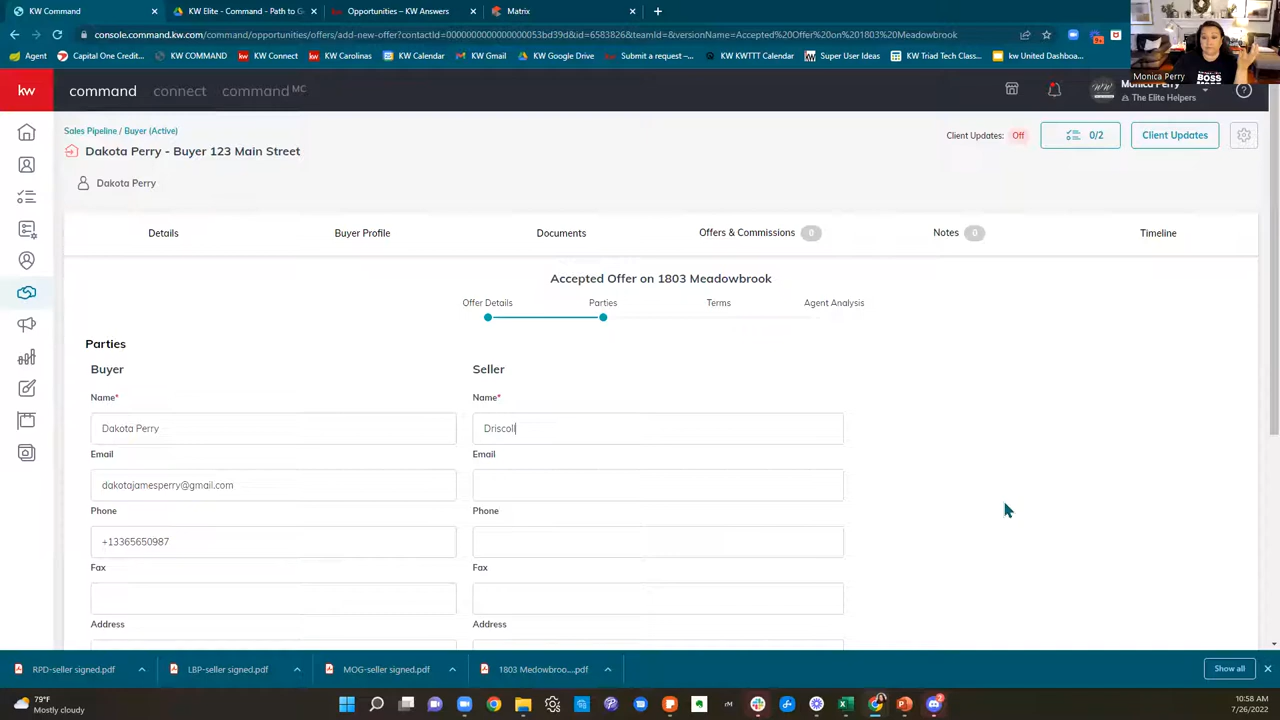 KW Command
KW Elite - Command - Path to G
Opportunities – KW Answers
Matrix
console.command.kw.com/command/opportunities/offers/add-new-offer?contactId=000000000000000053bd39d&id=6583826&teamId=&versionName=Accepted%20Offer%20on%201803%20Meadowbrook
Agent
Capital One Credit...
KW COMMAND
KW Connect
KW Answers
KW Calendar
KW Gmail
KW Google Drive
Submit a request—...
KW KWTTT Calendar
Super User Ideas
KW Triad Tech Class...
kw United Dashboa...
Monica Perry
kw
command
connect
command MC
Monica Perry
The Elite Helpers
Sales Pipeline / Buyer (Active)
Dakota Perry - Buyer 123 Main Street
Client Updates: Off
0/2
Client Updates
Dakota Perry
Details
Buyer Profile
Documents
Offers & Commissions 0
Notes 0
Timeline
Accepted Offer on 1803 Meadowbrook
Offer Details
Parties
Terms
Agent Analysis
Parties
Buyer
Seller
Name*
Name*
Dakota Perry
Driscoll
Email
Email
dakotajamesperry@gmail.com
Phone
Phone
+13365650987
Fax
Fax
Address
Address
RPD-seller signed.pdf
LBP-seller signed.pdf
MOG-seller signed.pdf
1803 Medowbroo....pdf
Show all
79°F
Mostly cloudy
10:58 AM
7/26/2022